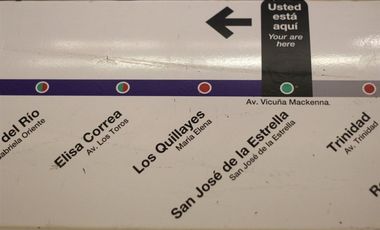 Usted
está
aquí
You are
here
Av. Vicuña Mackenna
del Río
Gabriela Oriente
Elisa Correa
Av. Los Toros
Los Quillayes
María Elena
San José de la Estrella
San José de la Estrella
Trinidad
Av. Trinidad